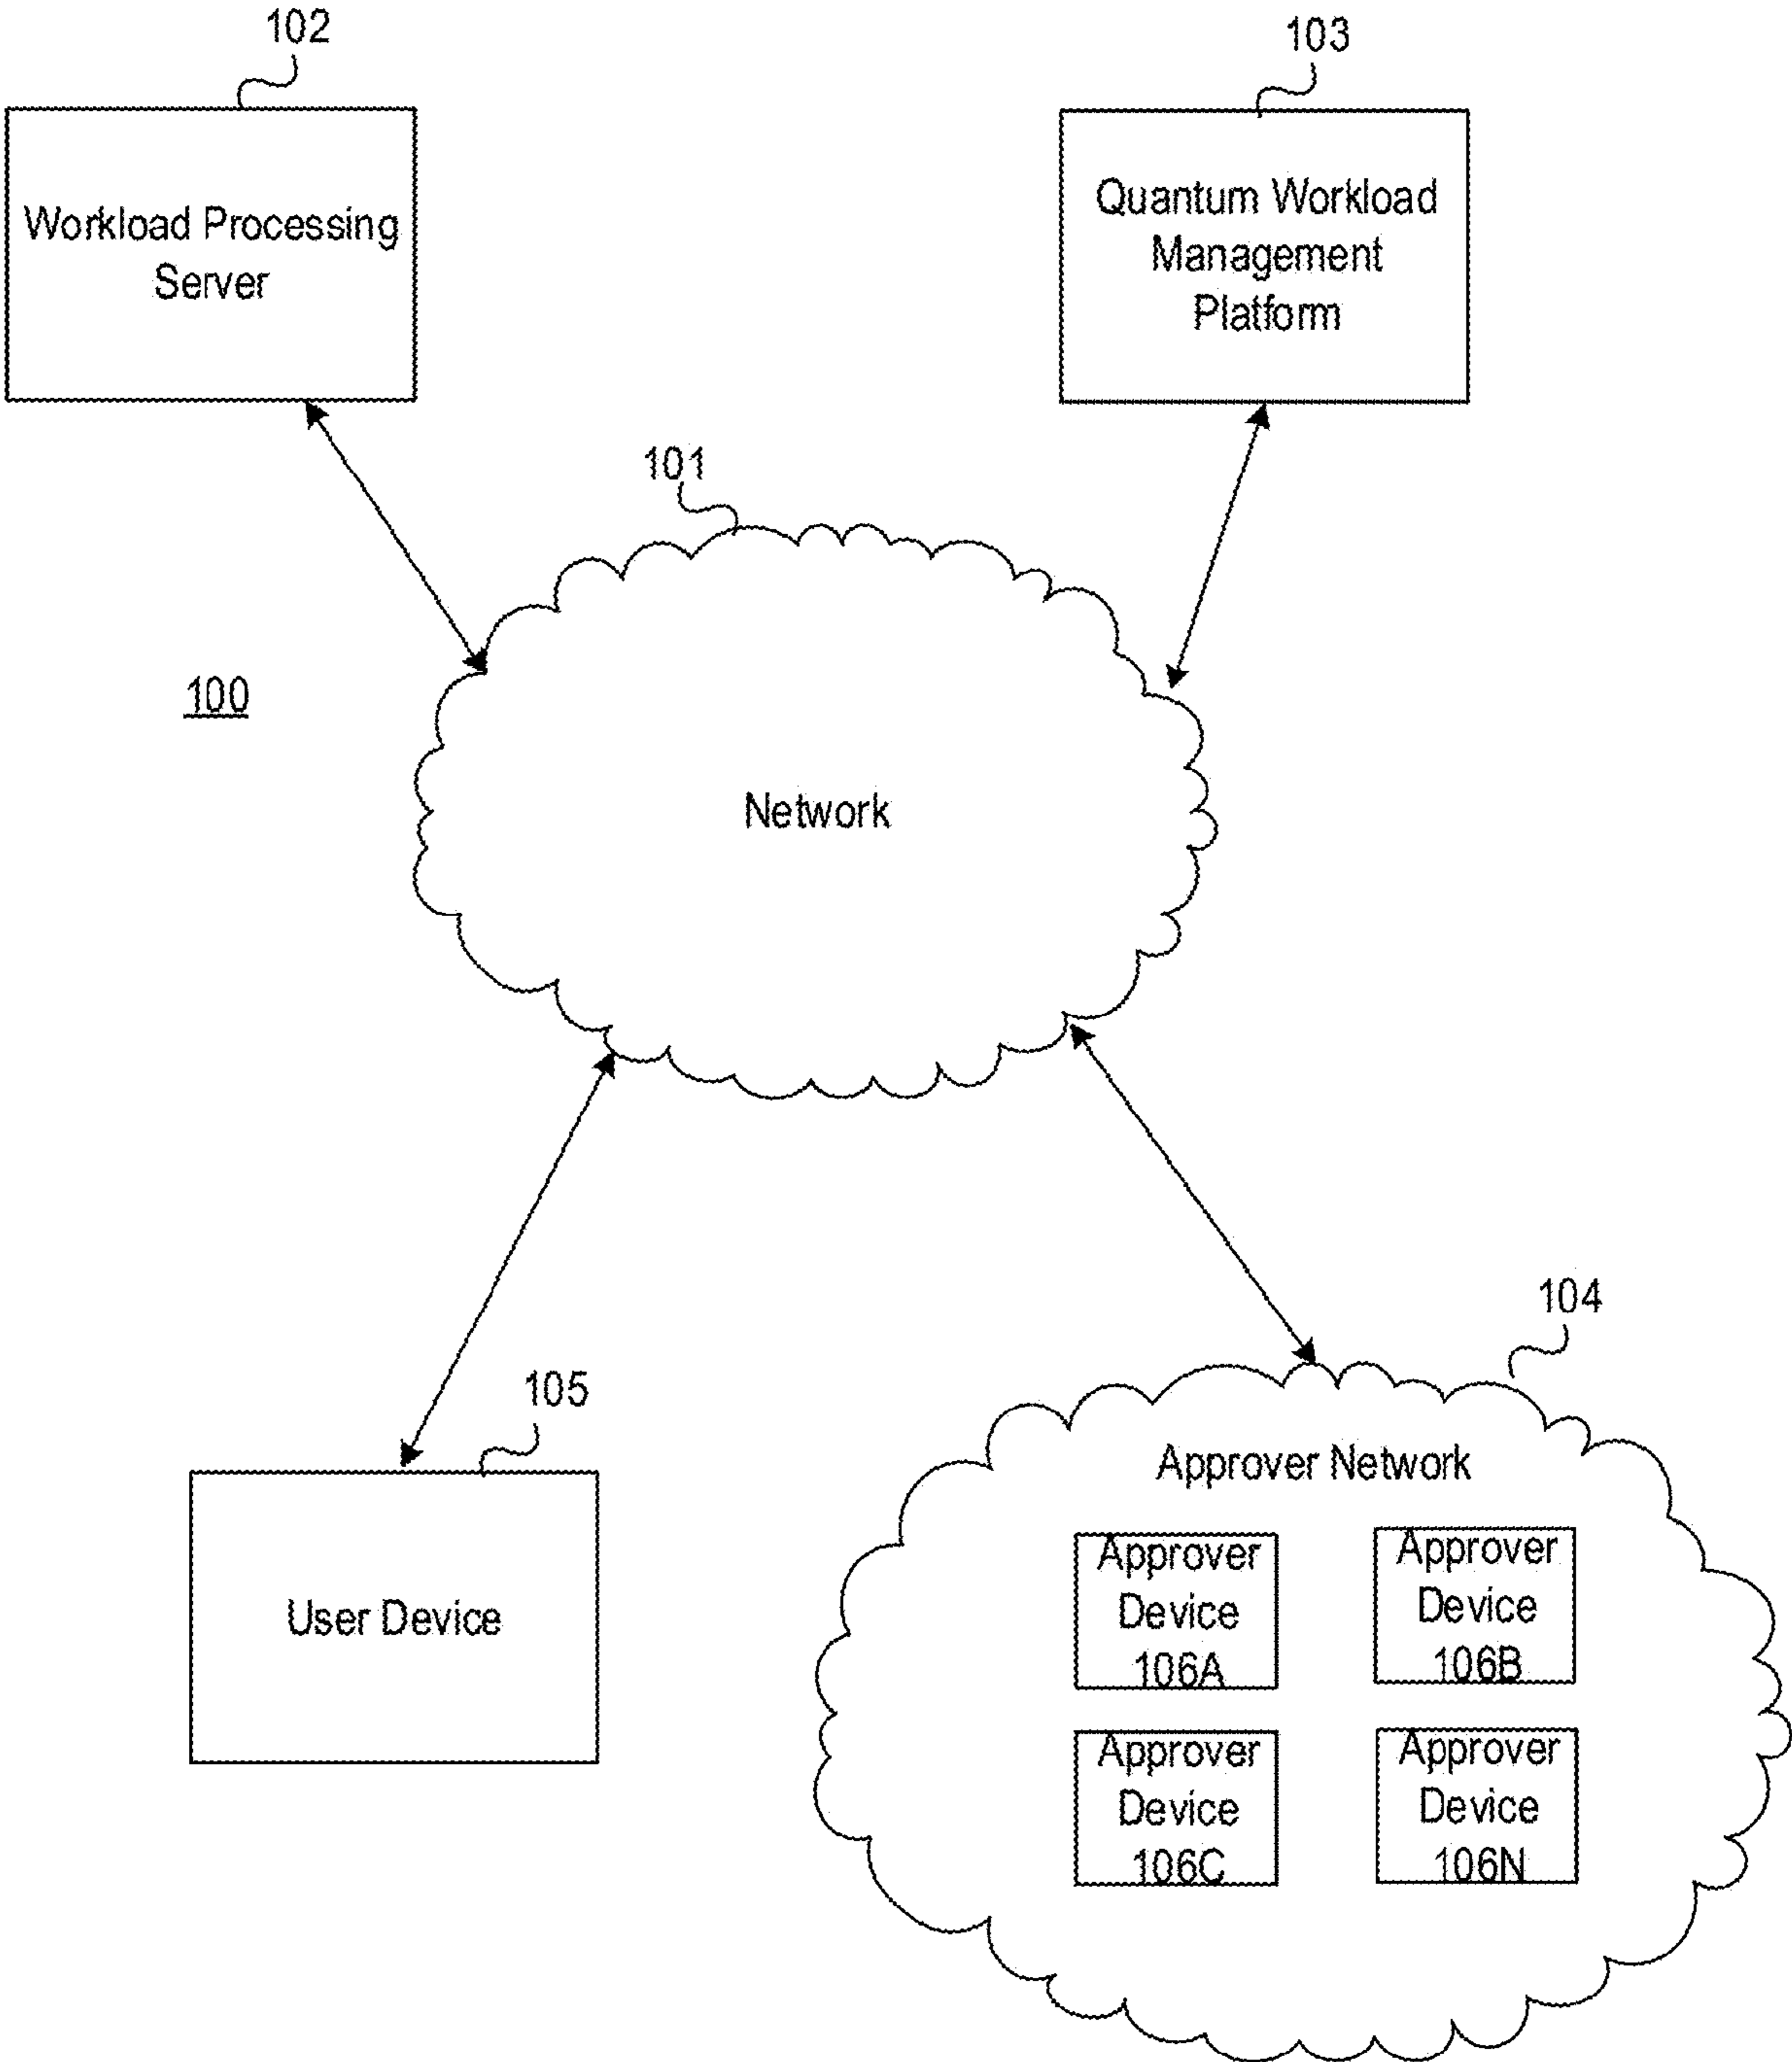 102
103
Workload Processing
Server
Quantum Workload
Management
Platform
101
100
Network
104
105
Approver Network
User Device
Approver
Device
106A
Approver
Device
106B
Approver
Device
106C
Approver
Device
106N